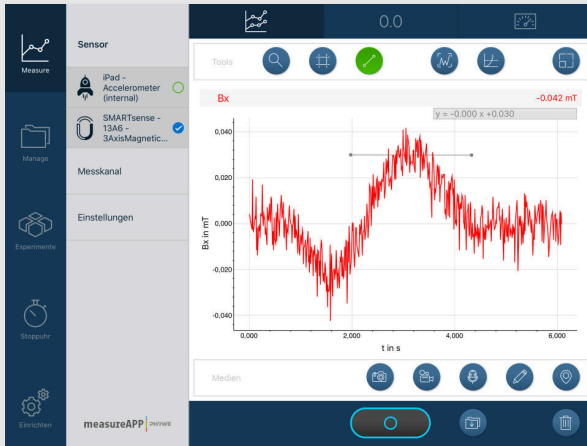 0.0
Measure
Manage
Experimente
Stoppuhr
Einrichten
Sensor
iPad -
Accelerometer
(internal)
SMARTsense -
13A6 -
3AxisMagnetic...
Messkanal
Einstellungen
measureAPP PHYWE
Tools
Bx
-0.042 mT
y = -0.000 x +0.030
Bx in mT
0,040
0,020
0,000
-0,020
-0,040
0,000
2,000
4,000
6,000
t in s
Medien